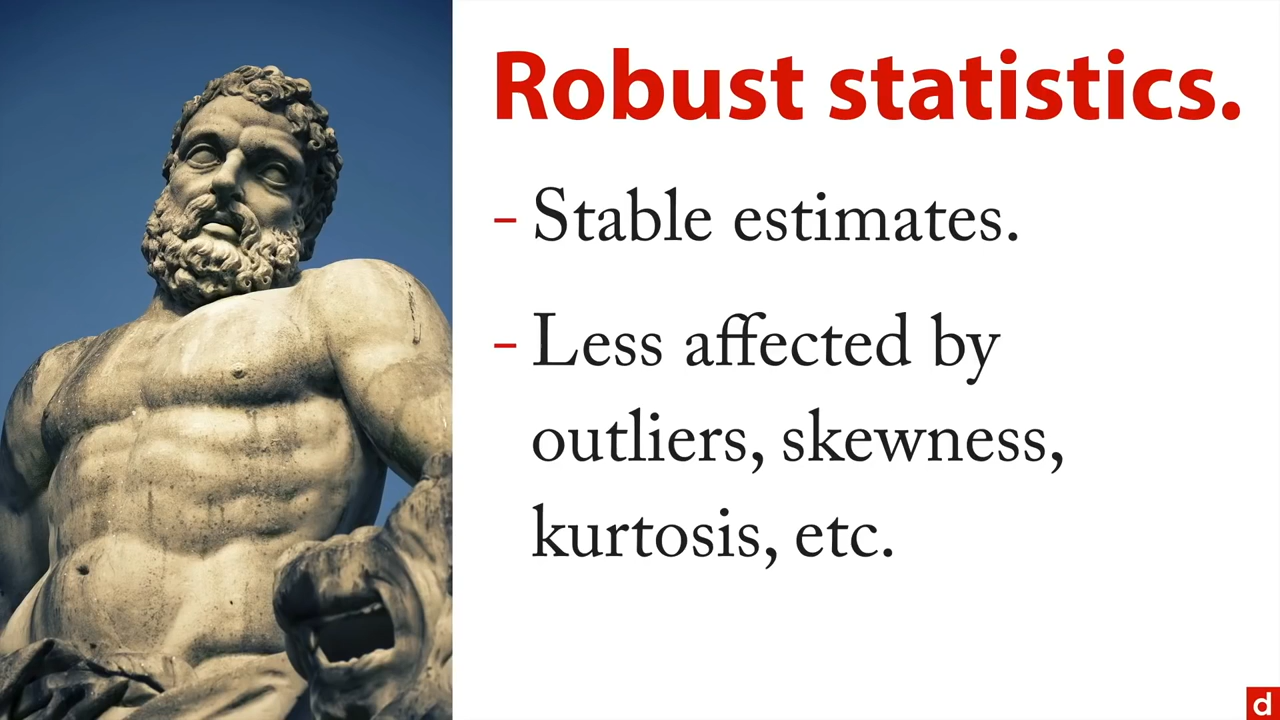 Robust statistics.
- Stable estimates.
- Less affected by
outliers, skewness,
kurtosis, etc.
d